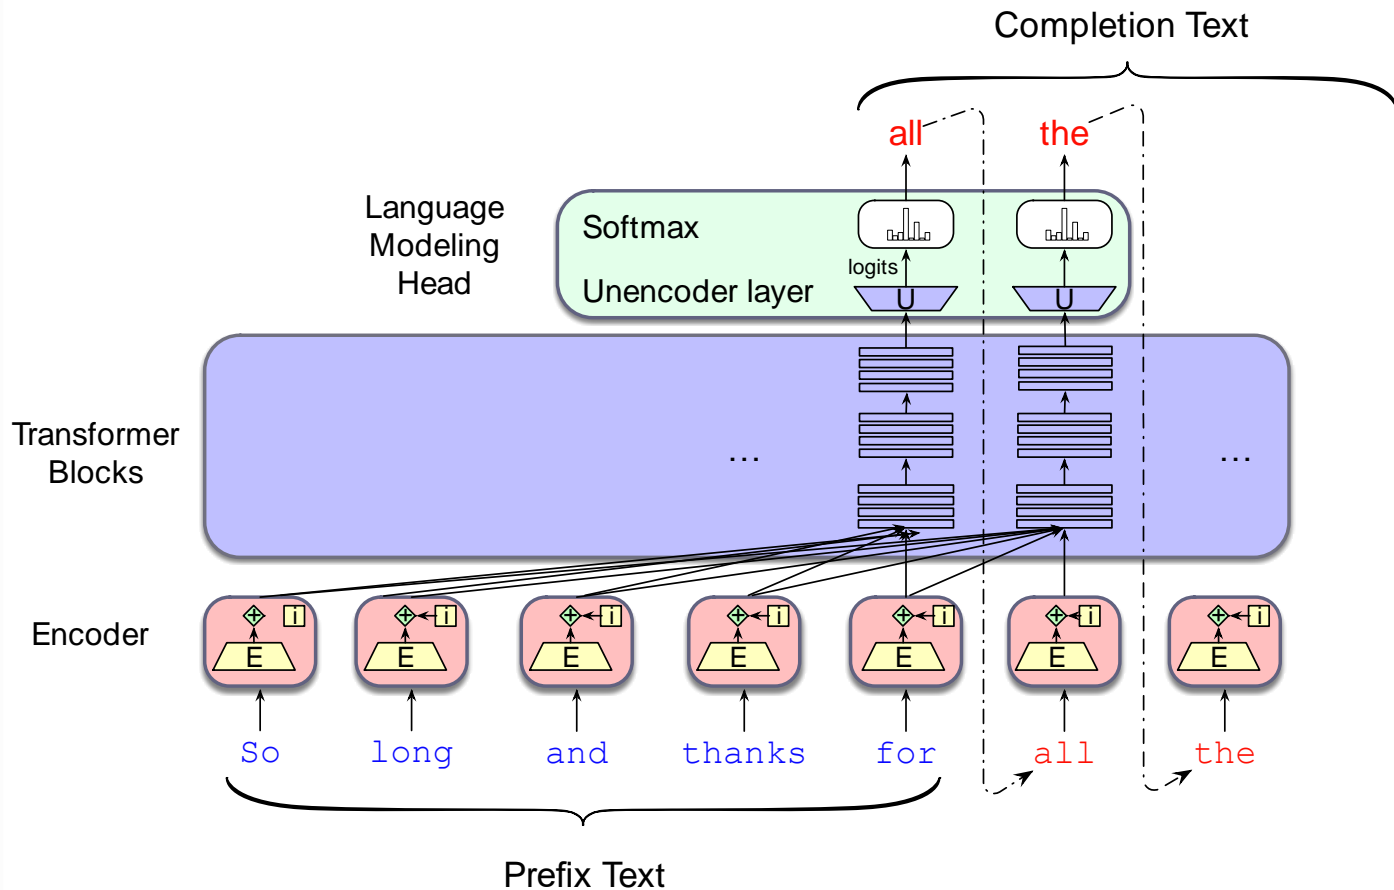 Completion Text
all the
Language
Modeling
Head
Softmax
logits
Unencoder layer
U U
Transformer
Blocks
... ...
Encoder
i i i i i i i
E E E E E E E
So long and thanks for all the
Prefix Text